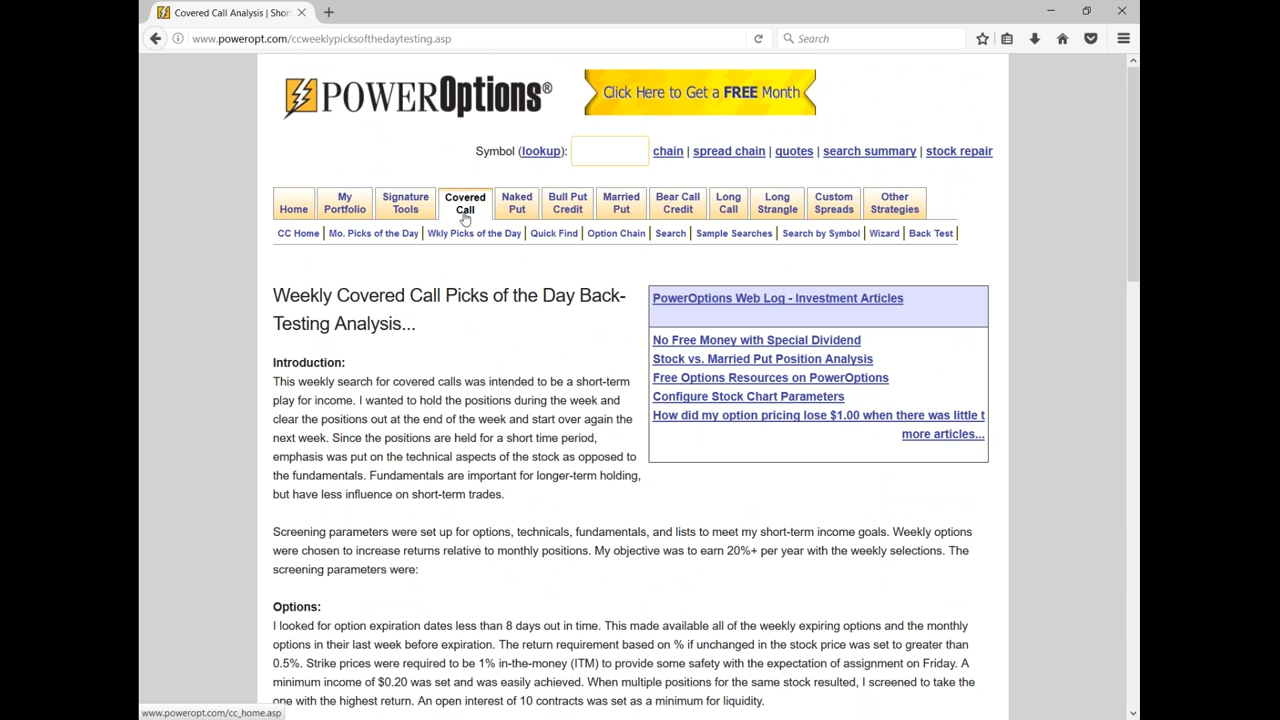 Covered Call Analysis | Shor
www.poweropt.com/ccweeklypicksofthedaytesting.asp
Search
POWEROptions®
Click Here to Get a FREE Month
Symbol (lookup): chain | spread chain | quotes | search summary | stock repair
Home
My Portfolio
Signature Tools
Covered Call
Naked Put
Bull Put Credit
Married Put
Bear Call Credit
Long Call
Long Strangle
Custom Spreads
Other Strategies
CC Home | Mo. Picks of the Day | Wkly Picks of the Day | Quick Find | Option Chain | Search | Sample Searches | Search by Symbol | Wizard | Back Test |
Weekly Covered Call Picks of the Day Back-
Testing Analysis...
Introduction:
This weekly search for covered calls was intended to be a short-term
play for income. I wanted to hold the positions during the week and
clear the positions out at the end of the week and start over again the
next week. Since the positions are held for a short time period,
emphasis was put on the technical aspects of the stock as opposed to
the fundamentals. Fundamentals are important for longer-term holding,
but have less influence on short-term trades.
PowerOptions Web Log - Investment Articles
No Free Money with Special Dividend
Stock vs. Married Put Position Analysis
Free Options Resources on PowerOptions
Configure Stock Chart Parameters
How did my option pricing lose $1.00 when there was little t
more articles...
Screening parameters were set up for options, technicals, fundamentals, and lists to meet my short-term income goals. Weekly options
were chosen to increase returns relative to monthly positions. My objective was to earn 20%+ per year with the weekly selections. The
screening parameters were:
Options:
I looked for option expiration dates less than 8 days out in time. This made available all of the weekly expiring options and the monthly
options in their last week before expiration. The return requirement based on % if unchanged in the stock price was set to greater than
0.5%. Strike prices were required to be 1% in-the-money (ITM) to provide some safety with the expectation of assignment on Friday. A
minimum income of $0.20 was set and was easily achieved. When multiple positions for the same stock resulted, I screened to take the
one with the highest return. An open interest of 10 contracts was set as a minimum for liquidity.
www.poweropt.com/cc_home.asp